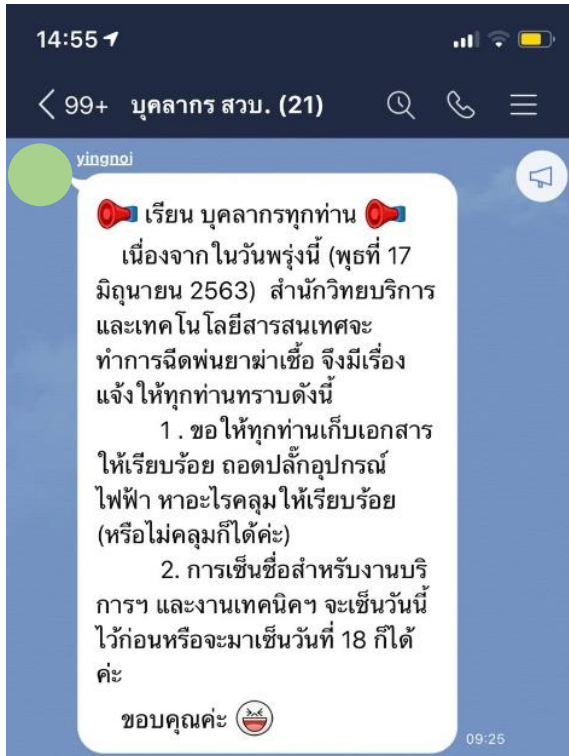 14:55
99+ บุคลากร สวบ. (21)
yingnoi
เรียน บุคลากรทุกท่าน
เนื่องจากในวันพรุ่งนี้ (พุธที่ 17
มิถุนายน 2563) สำนักวิทยบริการ
และเทคโนโลยีสารสนเทศจะ
ทำการฉีดพ่นยาฆ่าเชื้อ จึงมีเรื่อง
แจ้งให้ทุกท่านทราบดังนี้
1 . ขอให้ทุกท่านเก็บเอกสาร
ให้เรียบร้อย ถอดปลั๊กอุปกรณ์
ไฟฟ้า หาอะไรคลุมให้เรียบร้อย
(หรือไม่คลุมก็ได้ค่ะ)
2. การเซ็นชื่อสำหรับงานบริ
การฯ และงานเทคนิคฯ จะเซ็นวันนี้
ไว้ก่อนหรือจะมาเซ็นวันที่ 18 ก็ได้
ค่ะ
ขอบคุณค่ะ
09:25